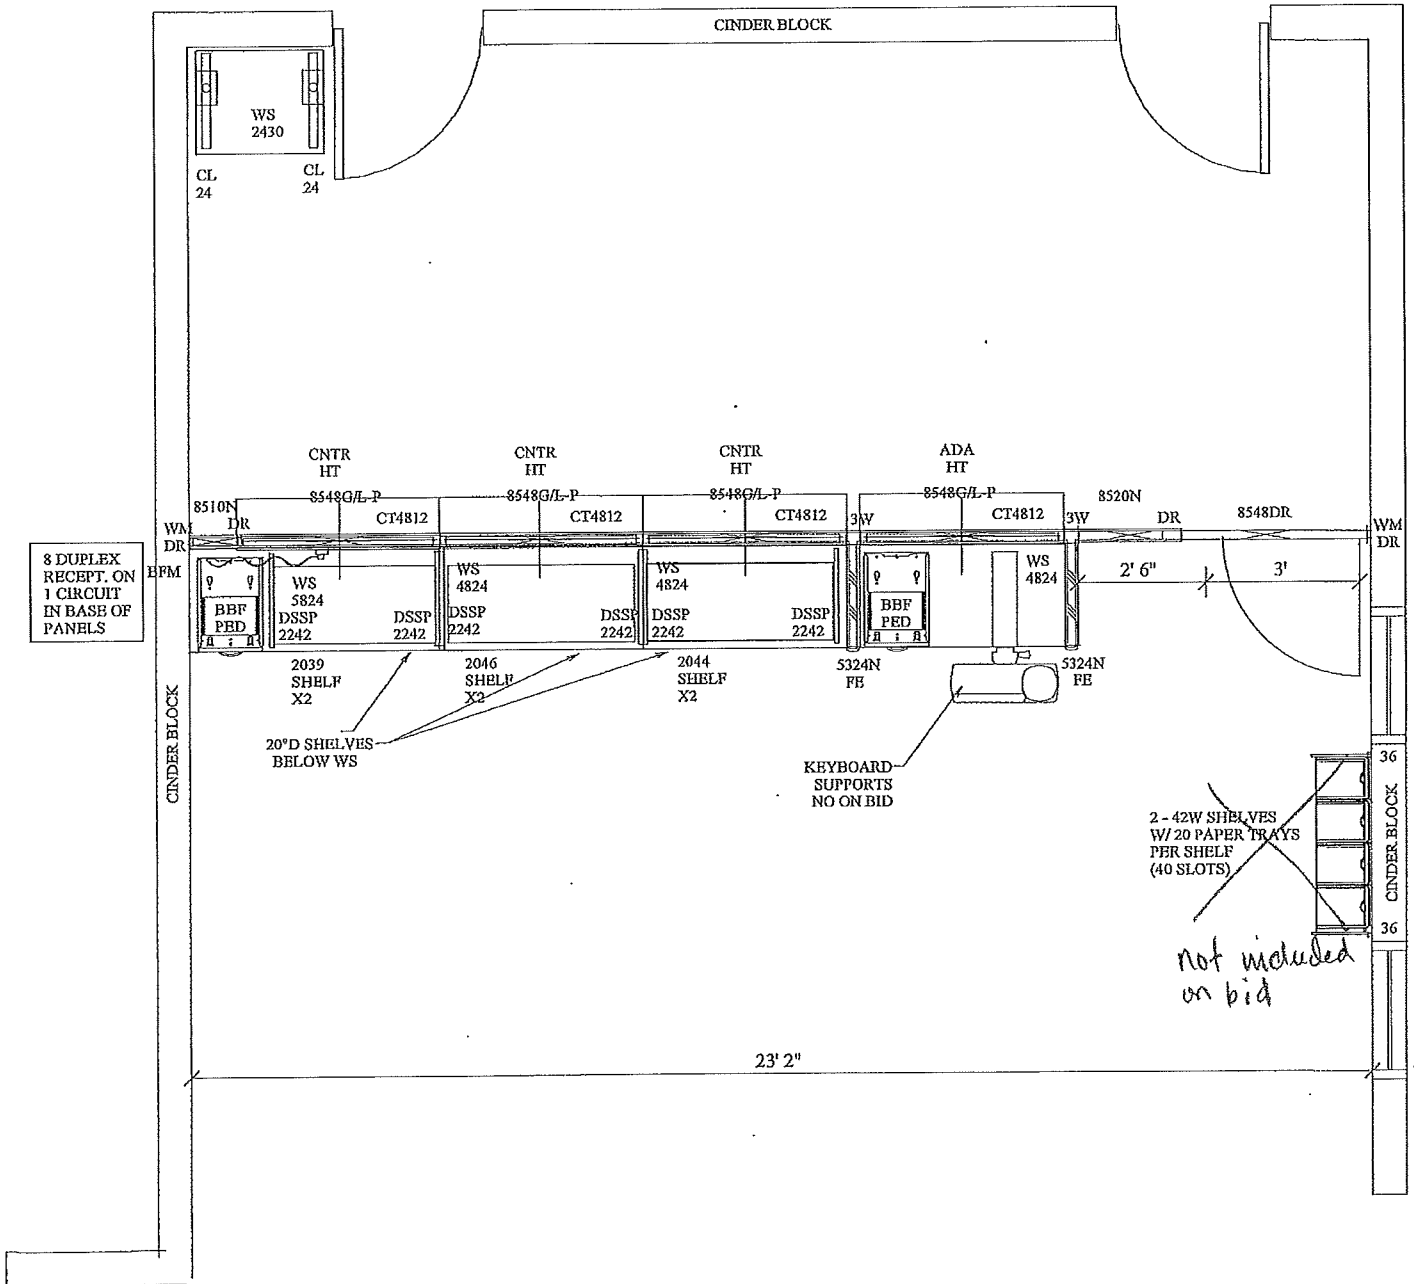 CINDER BLOCK
WS
2430
CL
24
CL
24
CNTR
HT
CNTR
HT
CNTR
HT
ADA
HT
8510N
8548G/L-P
8548G/L-P
8548G/L-P
8548G/L-P
8520N
WM
DR
CT4812
CT4812
CT4812
3W
CT4812
3W
DR
8548DR
WM
DR
DR
8 DUPLEX
RECEPT. ON
1 CIRCUIT
IN BASE OF
PANELS
BFM
BBF
PED
WS
5824
DSSP
2242
WS
4824
DSSP
2242
DSSP
2242
WS
4824
DSSP
2242
DSSP
2242
BBF
PED
WS
4824
2' 6"
3'
2039
SHELF
X2
2046
SHELF
X2
2044
SHELF
X2
5324N
FE
5324N
FE
20"D SHELVES
BELOW WS
KEYBOARD
SUPPORTS
NO ON BID
CINDER BLOCK
36
2 - 42W SHELVES
W/ 20 PAPER TRAYS
PER SHELF
(40 SLOTS)
CINDER BLOCK
36
not included
on bid
23' 2"